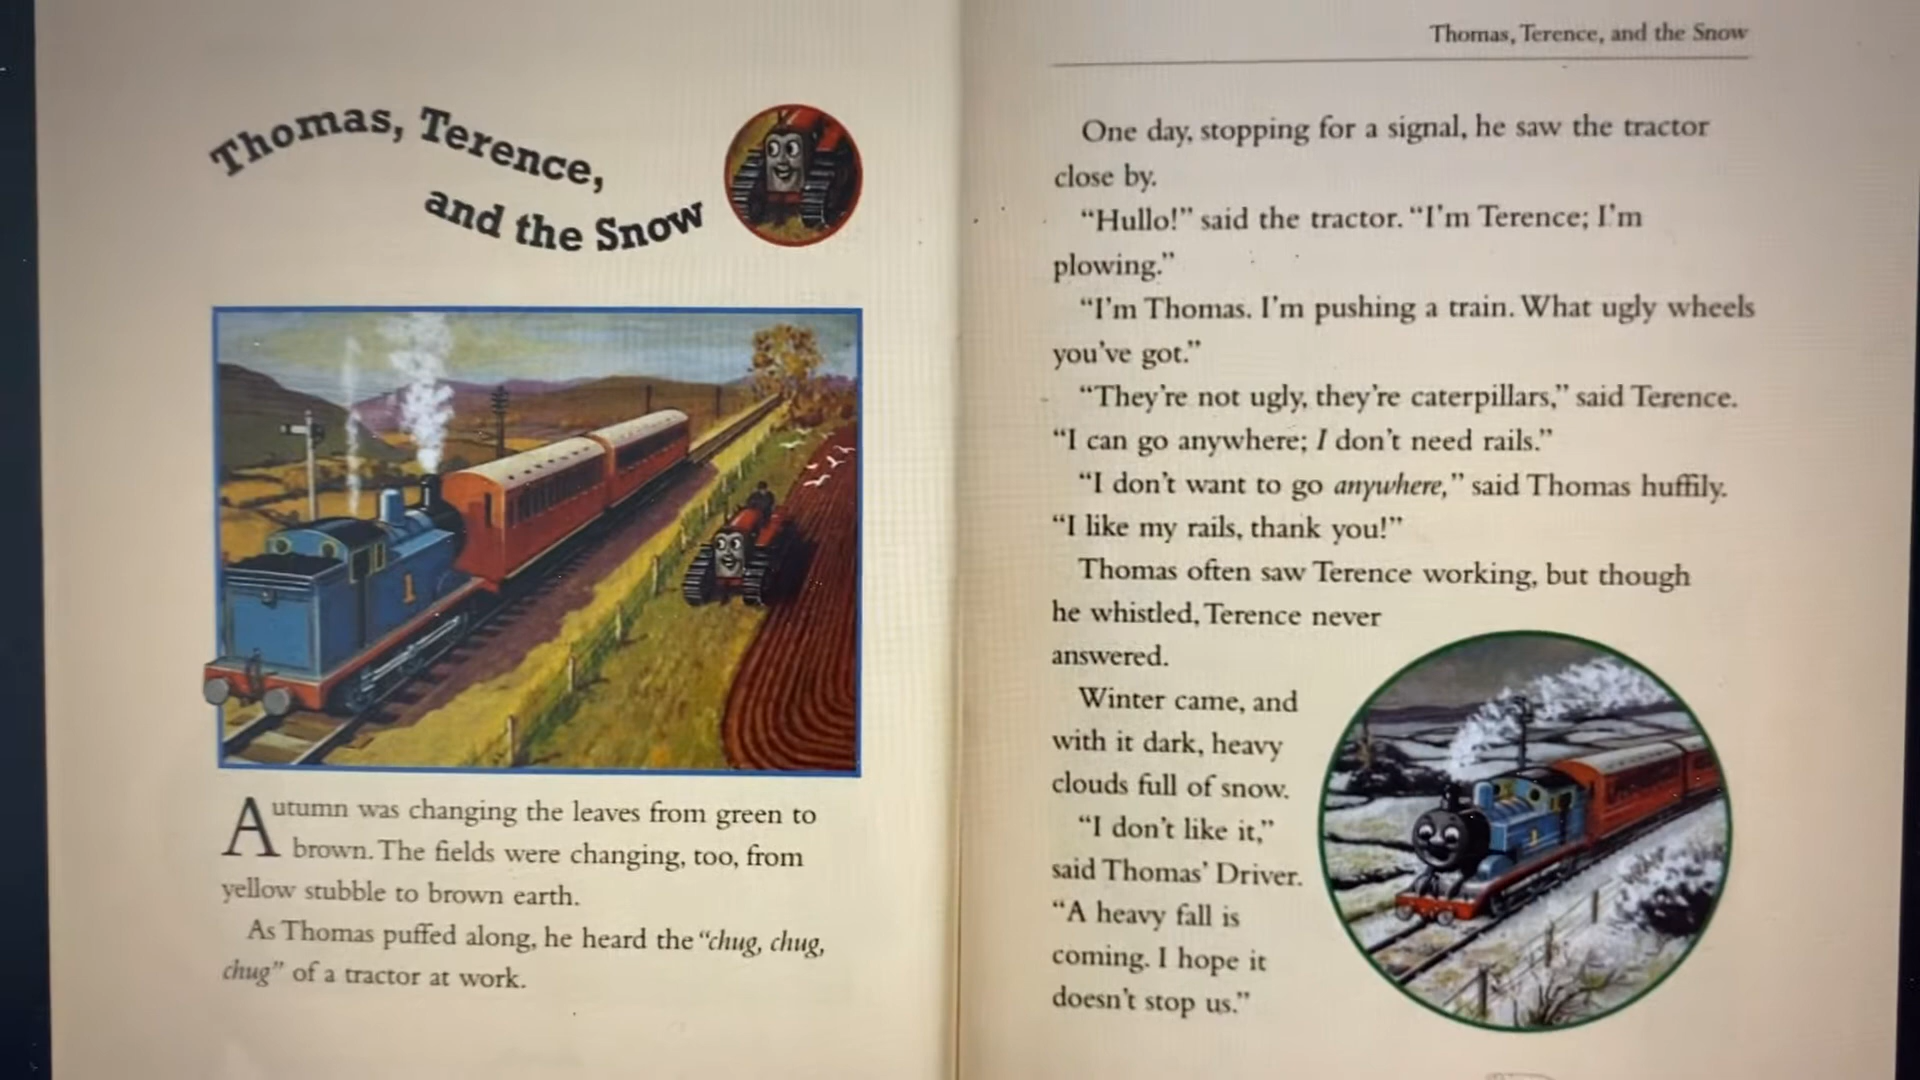 Thomas, Terence,
and the Snow
1
Autumn was changing the leaves from green to
brown. The fields were changing, too, from
yellow stubble to brown earth.
As Thomas puffed along, he heard the “chug, chug,
chug” of a tractor at work.
Thomas, Terence, and the Snow
One day, stopping for a signal, he saw the tractor
close by.
“Hullo!” said the tractor. “I’m Terence; I’m
plowing.”
“I’m Thomas. I’m pushing a train. What ugly wheels
you’ve got.”
“They’re not ugly, they’re caterpillars,” said Terence.
“I can go anywhere; I don’t need rails.”
“I don’t want to go anywhere,” said Thomas huffily.
“I like my rails, thank you!”
Thomas often saw Terence working, but though
he whistled, Terence never
answered.
Winter came, and
with it dark, heavy
clouds full of snow.
“I don’t like it,”
said Thomas’ Driver.
“A heavy fall is
coming. I hope it
doesn’t stop us.”
1